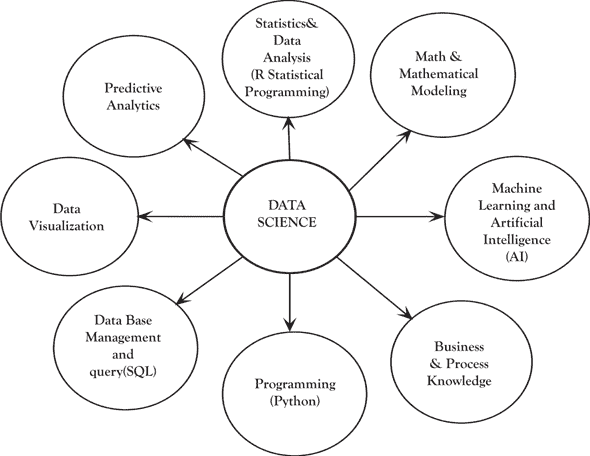 Statistics&
Data
Analysis
(R Statistical
Programming)
Math &
Mathematical
Modeling
Predictive
Analytics
Machine
Learning and
Artificial
Intelligence
(AI)
DATA
SCIENCE
Data
Visualization
Data Base
Management
and
query(SQL)
Business
& Process
Knowledge
Programming
(Python)